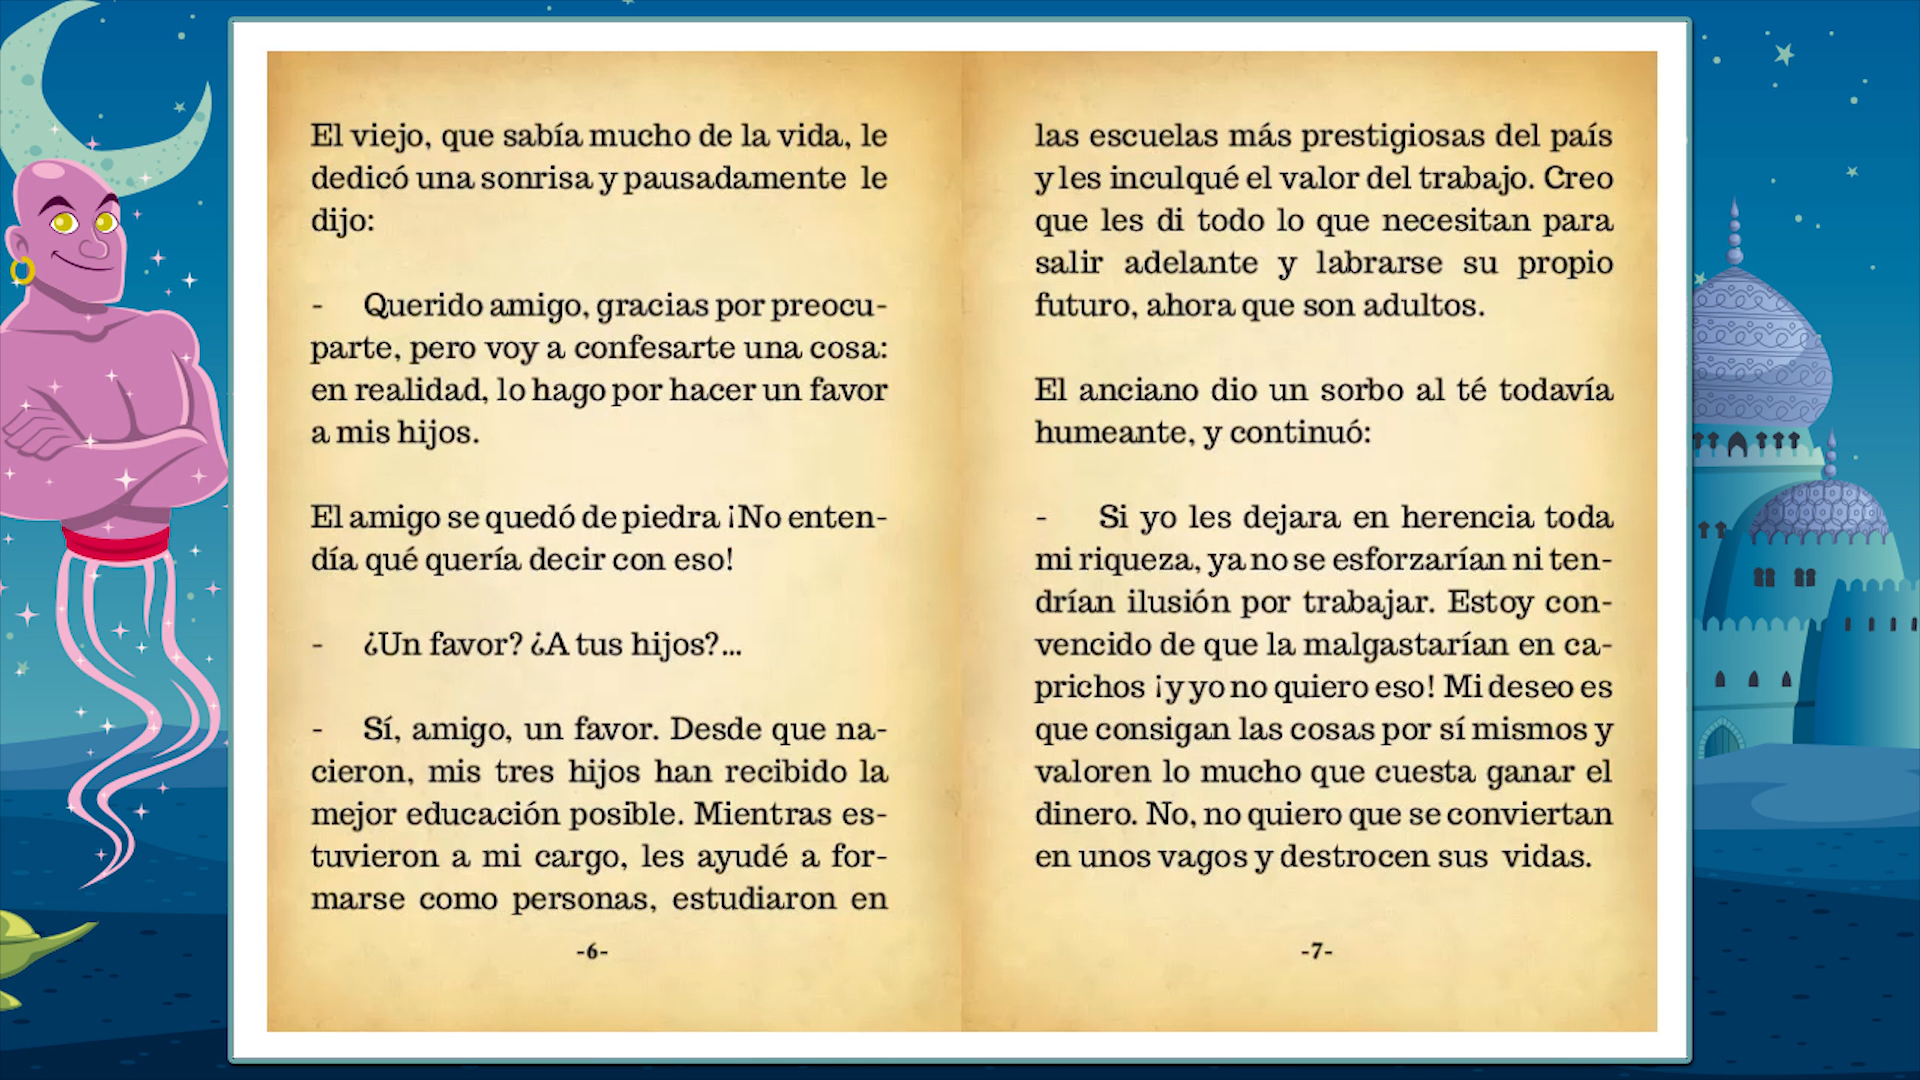 El viejo, que sabía mucho de la vida, le
dedicó una sonrisa y pausadamente le
dijo:
- Querido amigo, gracias por preocu-
parte, pero voy a confesarte una cosa:
en realidad, lo hago por hacer un favor
a mis hijos.
El amigo se quedó de piedra ¡No enten-
día qué quería decir con eso!
- ¿Un favor? ¿A tus hijos?...
- Sí, amigo, un favor. Desde que na-
cieron, mis tres hijos han recibido la
mejor educación posible. Mientras es-
tuvieron a mi cargo, les ayudé a for-
marse como personas, estudiaron en
-6-
las escuelas más prestigiosas del país
y les inculqué el valor del trabajo. Creo
que les di todo lo que necesitan para
salir adelante y labrarse su propio
futuro, ahora que son adultos.
El anciano dio un sorbo al té todavía
humeante, y continuó:
- Si yo les dejara en herencia toda
mi riqueza, ya no se esforzarían ni ten-
drían ilusión por trabajar. Estoy con-
vencido de que la malgastarían en ca-
prichos ¡y yo no quiero eso! Mi deseo es
que consigan las cosas por sí mismos y
valoren lo mucho que cuesta ganar el
dinero. No, no quiero que se conviertan
en unos vagos y destrocen sus vidas.
-7-